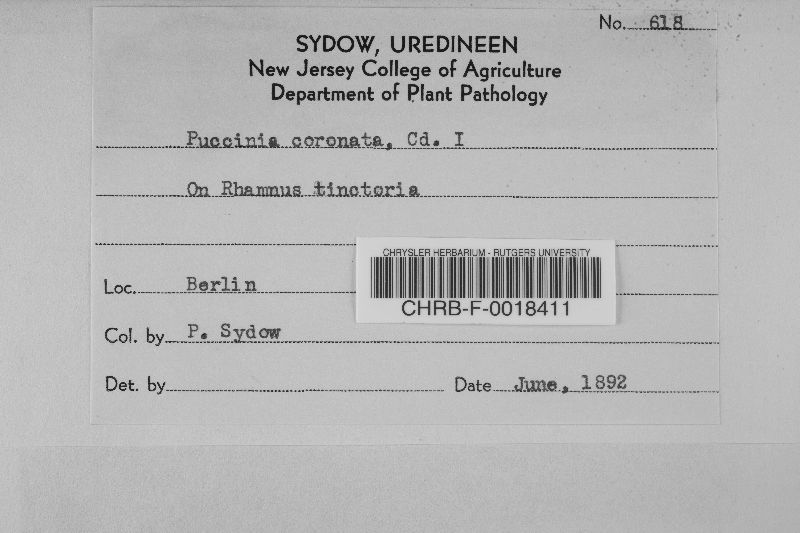 No. 618
SYDOW, UREDINEEN
New Jersey College of Agriculture
Department of Plant Pathology
Puccinia coronata, Cd. I
On Rhamnus tinctoria
CHRYSLER HERBARIUM - RUTGERS UNIVERSITY
CHRB-F-0018411
Loc. Berlin
Col. by P. Sydow
Det. by Date June, 1892